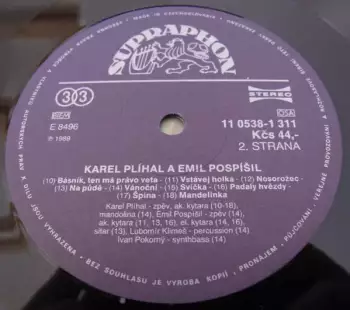 SUPRAPHON
33
STEREO
OSA
E 8496
℗ 1989
11 0538-1 311
Kčs 44,-
2. STRANA
KAREL PLÍHAL A EMIL POSPÍŠIL
(10) Básník, ten má právo veta - (11) Vstávej holka - (12) Nosorožec -
(13) Na půdě - (14) Vánoční - (15) Svíčka - (16) Padaly hvězdy
(17) Špína - (18) Mandelinka
Karel Plíhal - zpěv, ak. kytara (10-18),
mandolína (14), Emil Pospíšil - zpěv (14),
ak. kytara (11, 13, 16), el. kytara (10, 14, 16),
sitar (13), Lubomír Klimeš - percussion (14)
Ivan Pokorný - synthbass (14)
BEZ SOUHLASU JE VÝROBA KOPIÍ, PRONÁJEM, PŮJČOVÁNÍ, VEŘEJNÉ PROVOZOVÁNÍ